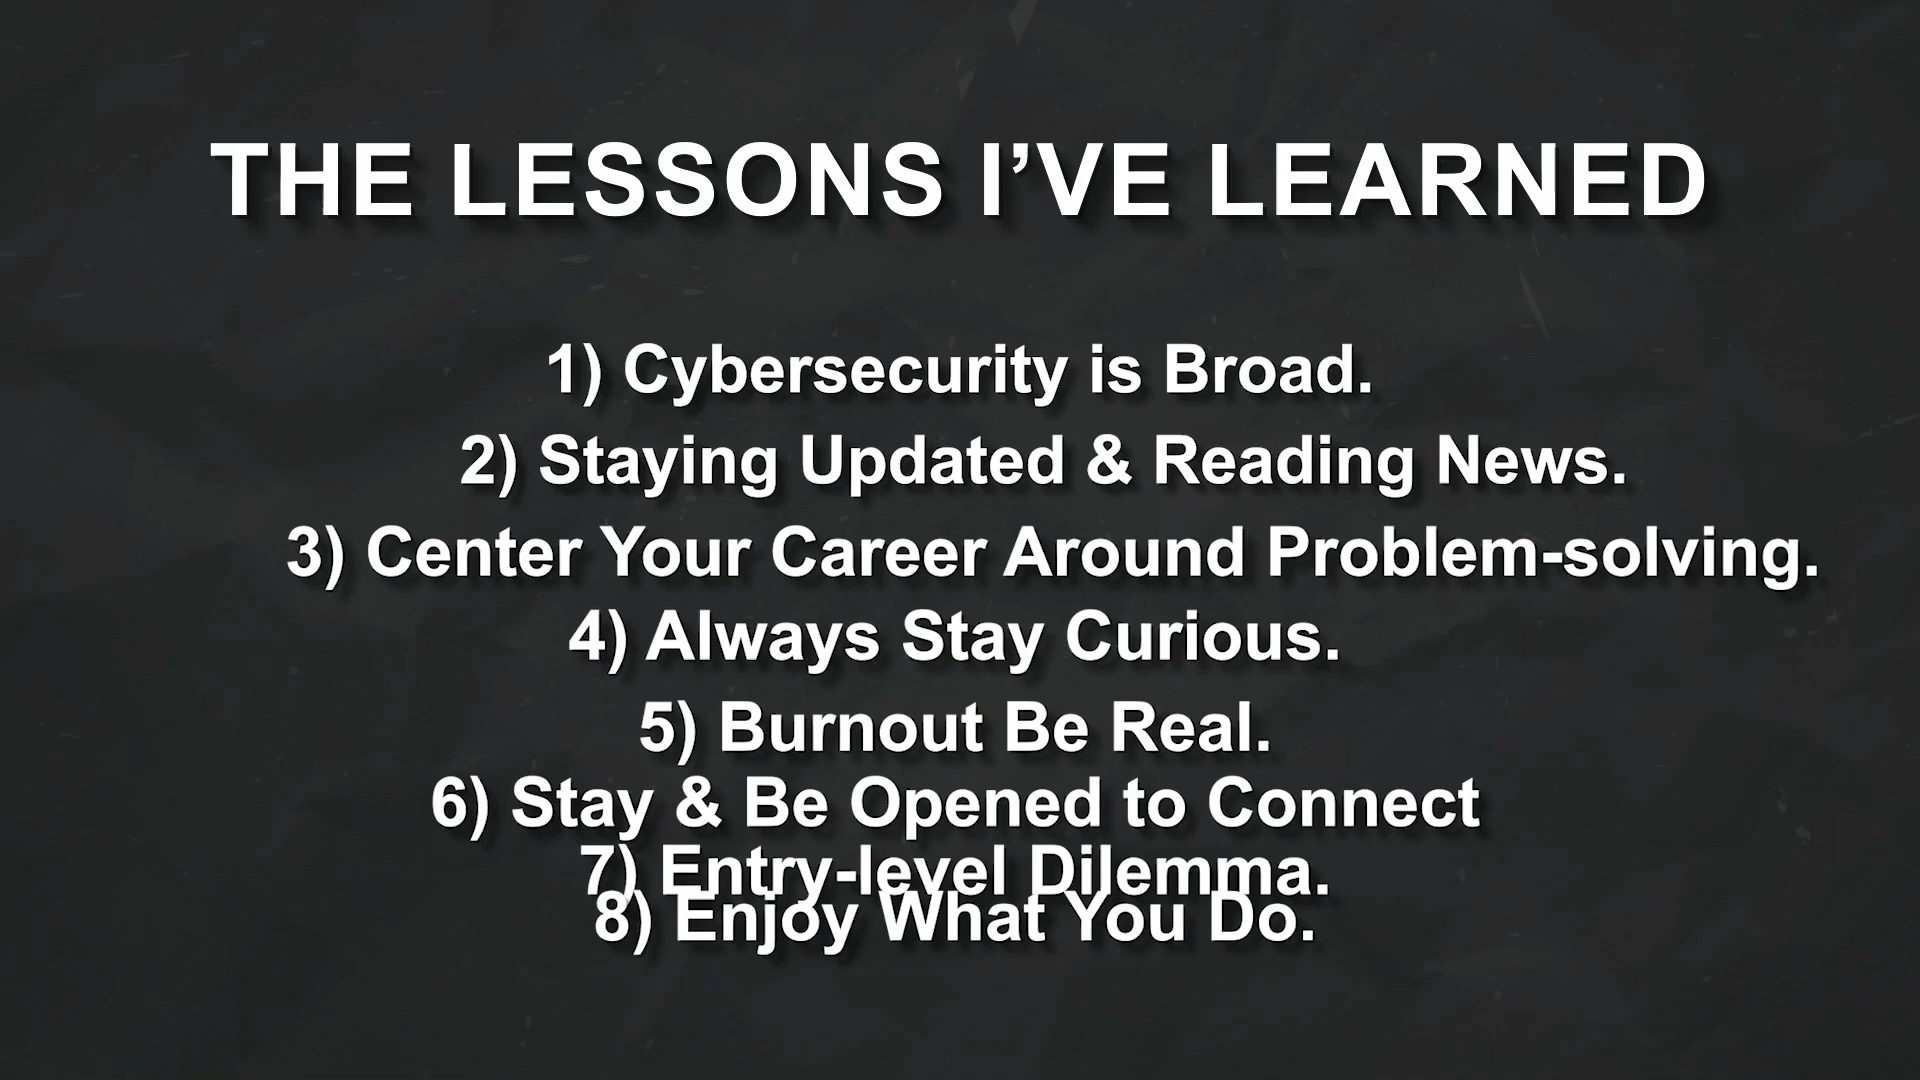 THE LESSONS I’VE LEARNED
1) Cybersecurity is Broad.
2) Staying Updated & Reading News.
3) Center Your Career Around Problem-solving.
4) Always Stay Curious.
5) Burnout Be Real.
6) Stay & Be Opened to Connect
7) Entry-level Dilemma.
8) Enjoy What You Do.